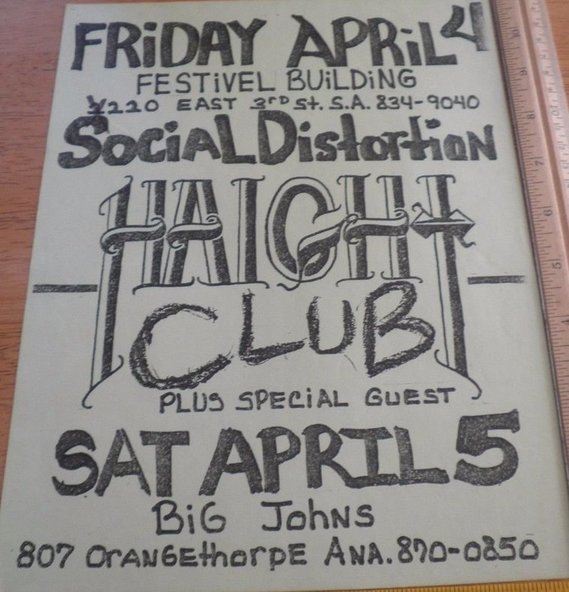 FRiDAY APRiL 4
FESTiVEL BUiLDiNG
1220 EAST 3RD St. S.A. 834-9040
SociAL Distortion
HAIGHT
CLUB
PLUS SPECiAL GUEST
SAT APRIL 5
BiG JohNS
807 OrANGEthorpE ANA. 870-0850